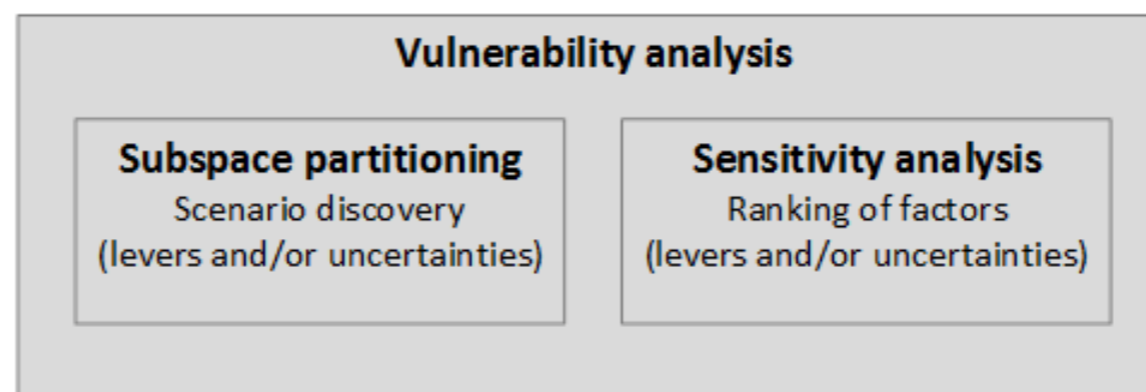 Vulnerability analysis
Subspace partitioning
Scenario discovery
(levers and/or uncertainties)
Sensitivity analysis
Ranking of factors
(levers and/or uncertainties)